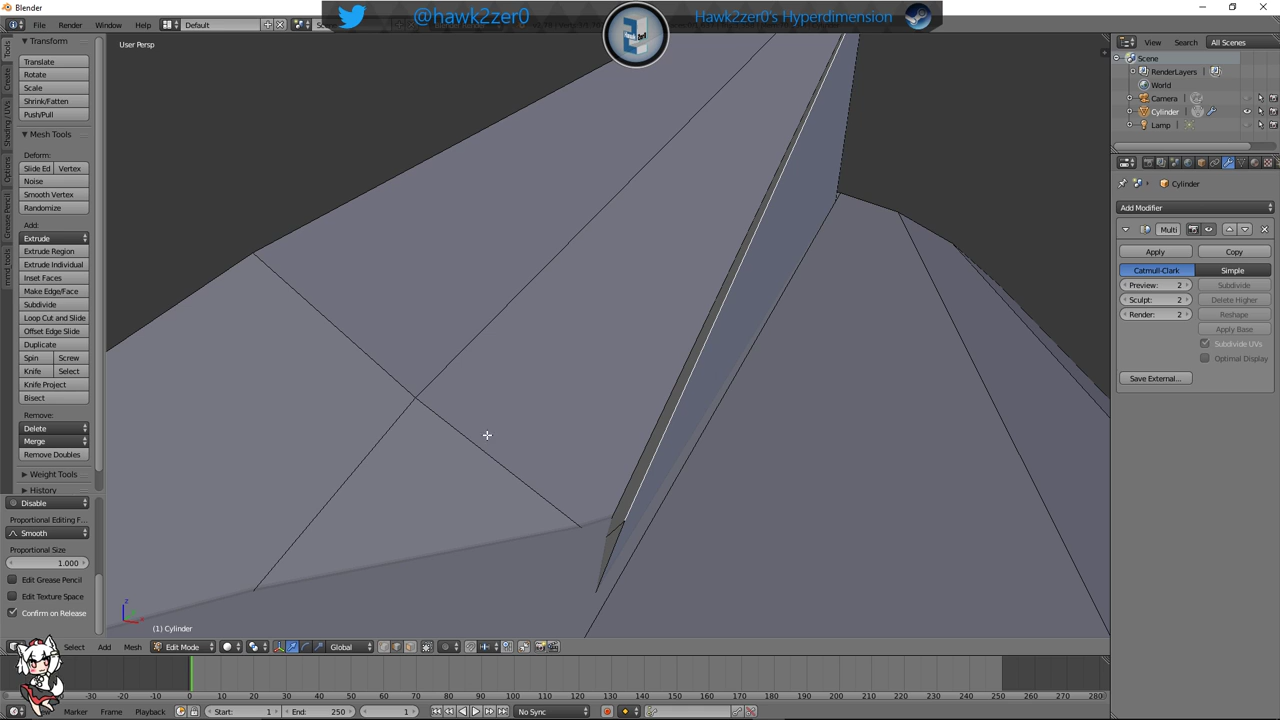 Blender
@hawk2zer0
Hawk2zer0's Hyperdimension
File Render Window Help Default
User Persp
Transform
Translate
Rotate
Scale
Shrink/Fatten
Push/Pull
Mesh Tools
Deform:
Slide Ed Vertex
Noise
Smooth Vertex
Randomize
Add:
Extrude
Extrude Region
Extrude Individual
Inset Faces
Make Edge/Face
Subdivide
Loop Cut and Slide
Offset Edge Slide
Duplicate
Spin Screw
Knife Select
Knife Project
Bisect
Remove:
Delete
Merge
Remove Doubles
Weight Tools
History
Disable
Proportional Editing F...
Smooth
Proportional Size
1.000
Edit Grease Pencil
Edit Texture Space
Confirm on Release
Tools
Create
Shading / UVs
Options
Grease Pencil
mmd_tools
z
(1) Cylinder
Select Add Mesh Edit Mode Global
-30 -20 -10 0 10 20 30 40 50 60 70 80 90 100 110 120 130 140 150 160 170 180 190 200 210 220 230 240 250 260 270 280
Marker Frame Playback Start: 1 End: 250 1 No Sync
View Search All Scenes
Scene
RenderLayers
World
Camera
Cylinder
Lamp
Cylinder
Add Modifier
Multi
Apply Copy
Catmull-Clark Simple
Preview: 2 Subdivide
Sculpt: 2 Delete Higher
Render: 2 Reshape
Apply Base
Subdivide UVs
Optimal Display
Save External...